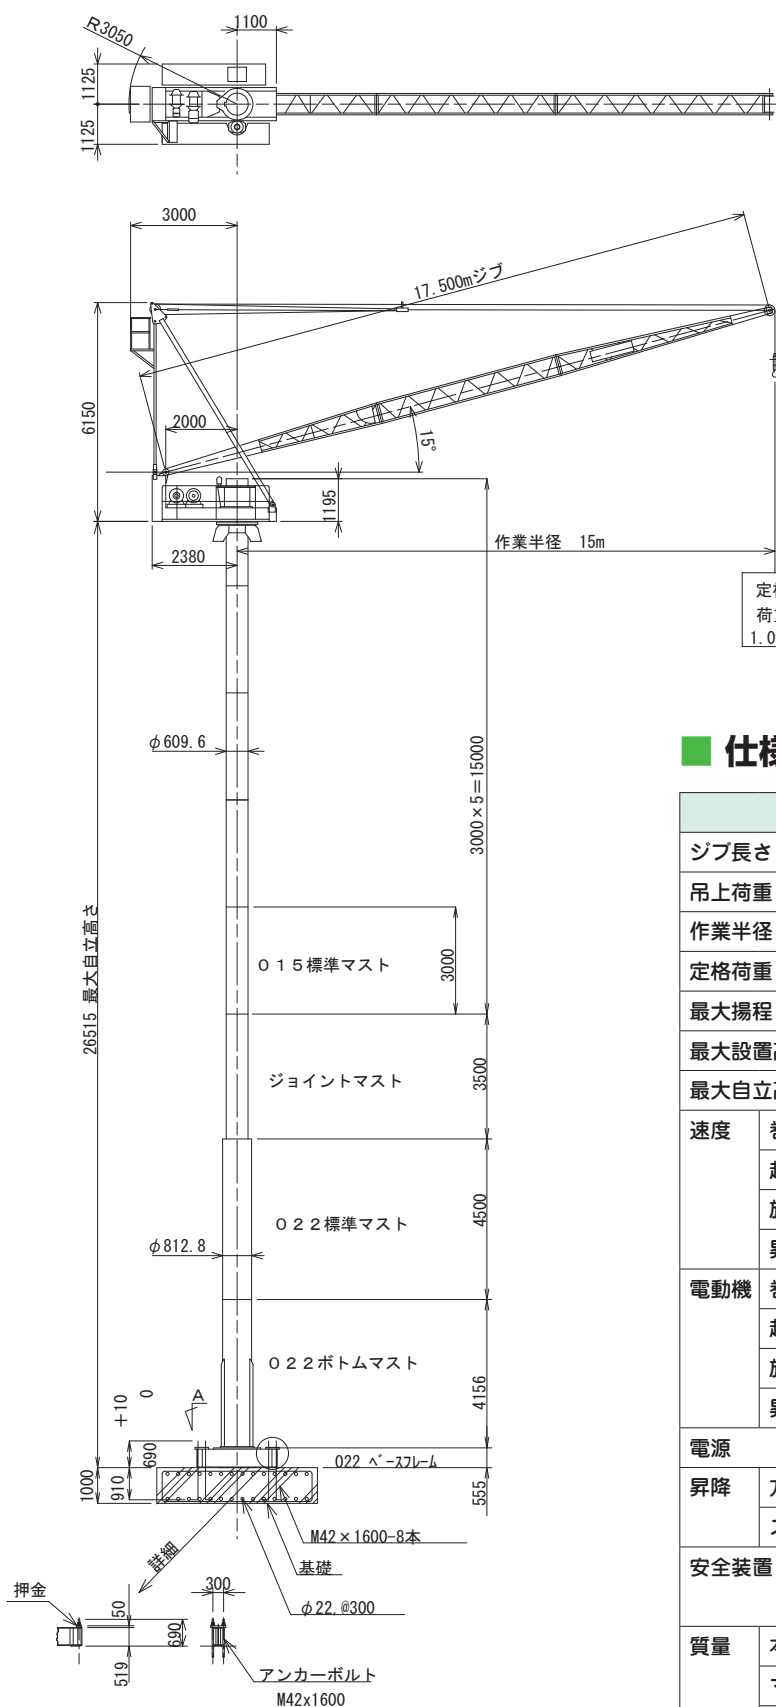 R3050
1100
1125
1125
3000
17.500mジブ
6150
2000
15°
1195
2380
作業半径 15m
1.0
φ609.6
3000×5=15000
■ 仕様
ジブ長さ
吊上荷重
作業半径
定格荷重
最大揚程
最大設置高
最大自立高
速度
電動機
電源
昇降
安全装置
質量
26515 最大自立高さ
015標準マスト
3000
ジョイントマスト
3500
022標準マスト
4500
φ812.8
022ボトムマスト
4156
+10
0
A
690
022 ベースフレーム
555
1000
910
M42×1600-8本
基礎
φ22,@300
詳細
押金
50
519
690
300
アンカーボルト
M42x1600